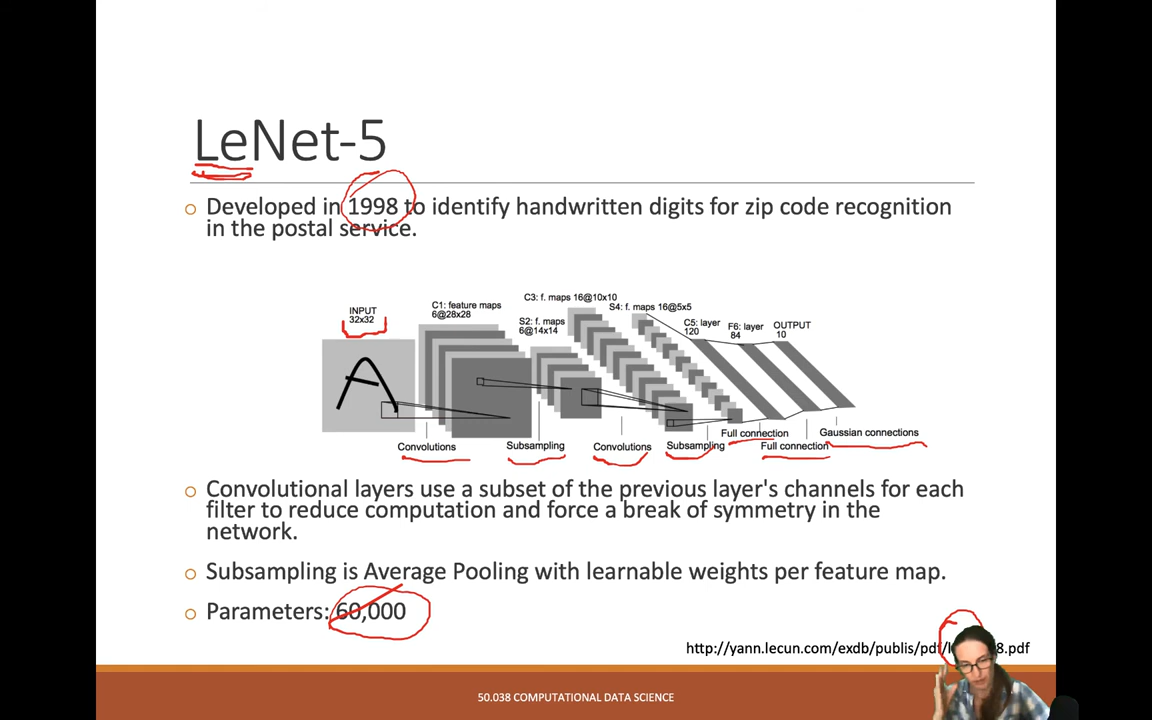 LeNet-5
Developed in 1998 to identify handwritten digits for zip code recognition
in the postal service.
INPUT
32x32
C1: feature maps
6@28x28
S2: f. maps
6@14x14
C3: f. maps 16@10x10
S4: f. maps 16@5x5
C5: layer
120
F6: layer
84
OUTPUT
10
A
Convolutions
Subsampling
Convolutions
Subsampling
Full connection
Full connection
Gaussian connections
Convolutional layers use a subset of the previous layer's channels for each
filter to reduce computation and force a break of symmetry in the
network.
Subsampling is Average Pooling with learnable weights per feature map.
Parameters: 60,000
http://yann.lecun.com/exdb/publis/pdf/
50.038 COMPUTATIONAL DATA SCIENCE